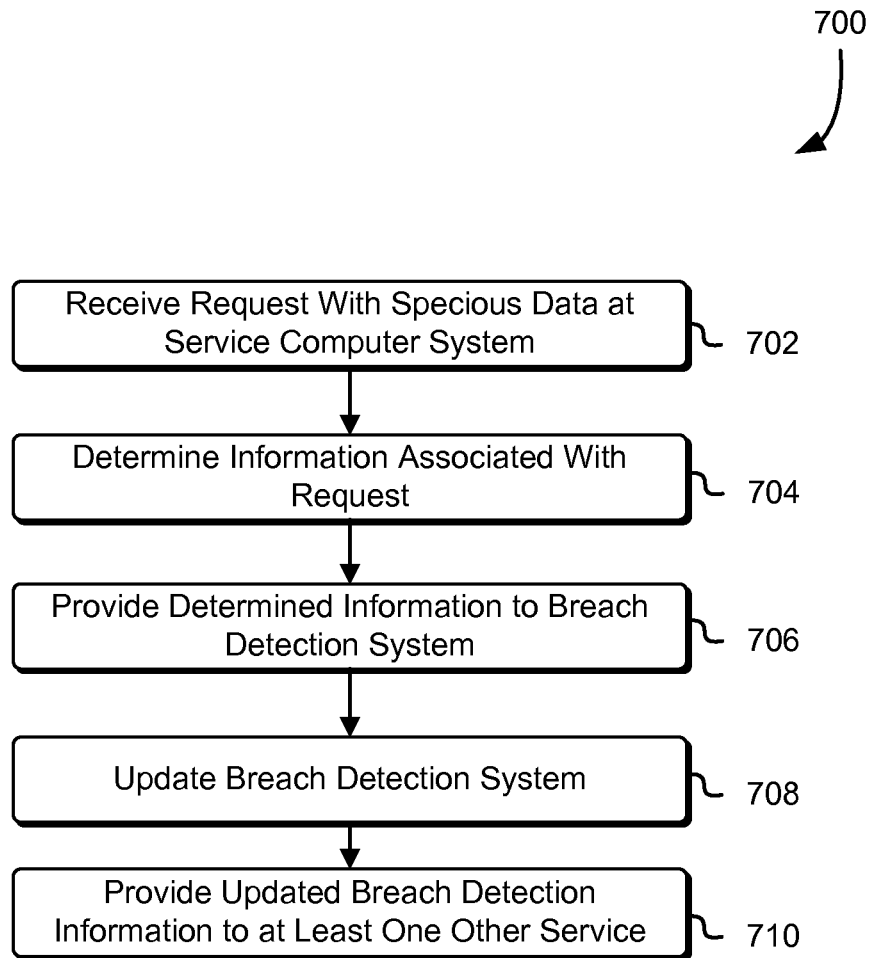 700
Receive Request With Specious Data at
Service Computer System
702
Determine Information Associated With
Request
704
Provide Determined Information to Breach
Detection System
706
Update Breach Detection System
708
Provide Updated Breach Detection
Information to at Least One Other Service
710